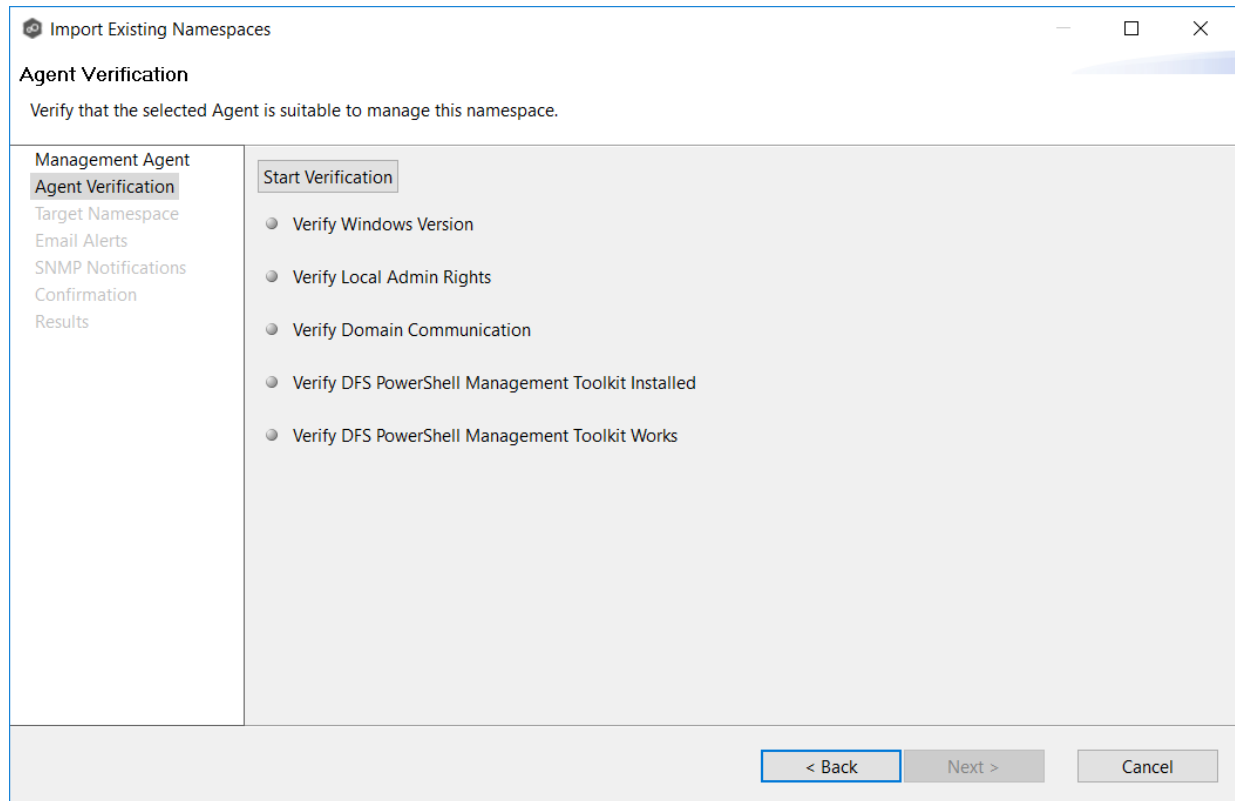 Import Existing Namespaces
Agent Verification
Verify that the selected Agent is suitable to manage this namespace.
Management Agent
Agent Verification
Target Namespace
Email Alerts
SNMP Notifications
Confirmation
Results
Start Verification
Verify Windows Version
Verify Local Admin Rights
Verify Domain Communication
Verify DFS PowerShell Management Toolkit Installed
Verify DFS PowerShell Management Toolkit Works
< Back
Next >
Cancel